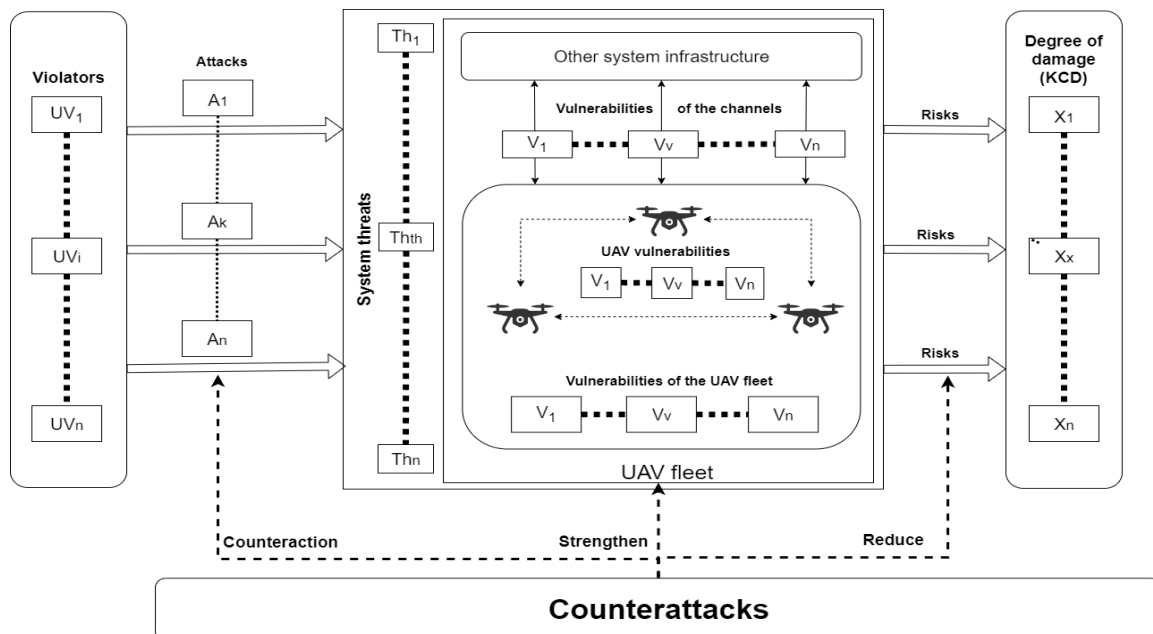 Violators
UV1
UVi
UVn
Attacks
A1
Ak
An
System threats
Th1
Thth
Thn
Other system infrastructure
Vulnerabilities of the channels
V1 Vv Vn
UAV vulnerabilities
V1 Vv Vn
Vulnerabilities of the UAV fleet
V1 Vv Vn
UAV fleet
Risks
Risks
Risks
Degree of
damage
(KCD)
X1
Xx
Xn
Counteraction
Strengthen
Reduce
Counterattacks